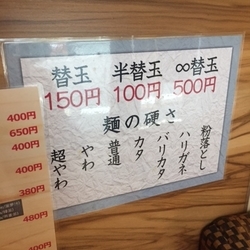 替玉 半替玉 ∞替玉
150円 100円 500円
麺の硬さ
粉落とし
ハリガネ
バリカタ
カタ
普通
やわ
超やわ
400円
650円
400円
400円
380円
480円